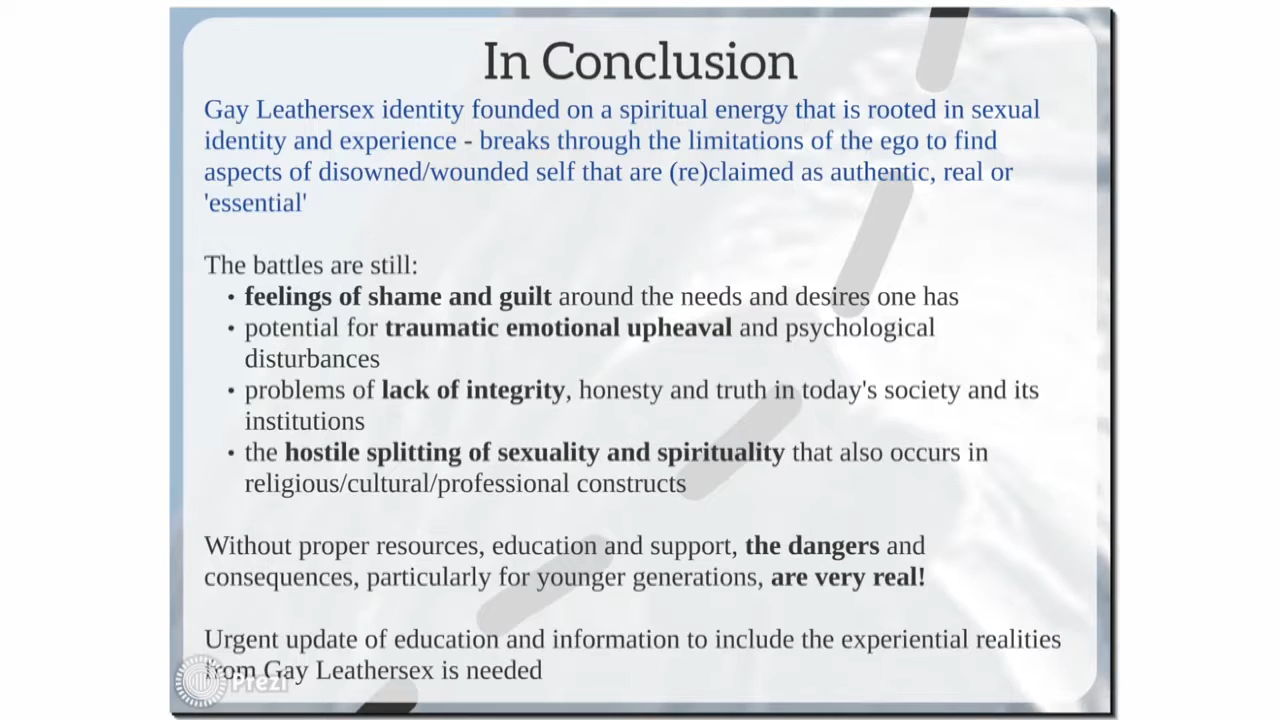 In Conclusion
Gay Leathersex identity founded on a spiritual energy that is rooted in sexual
identity and experience - breaks through the limitations of the ego to find
aspects of disowned/wounded self that are (re)claimed as authentic, real or
'essential'
The battles are still:
• feelings of shame and guilt around the needs and desires one has
• potential for traumatic emotional upheaval and psychological
disturbances
• problems of lack of integrity, honesty and truth in today's society and its
institutions
• the hostile splitting of sexuality and spirituality that also occurs in
religious/cultural/professional constructs
Without proper resources, education and support, the dangers and
consequences, particularly for younger generations, are very real!
Urgent update of education and information to include the experiential realities
from Gay Leathersex is needed
Prezi